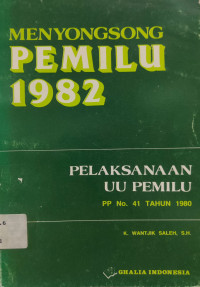 MENYONGSONG
PEMILU
1982
PELAKSANAAN
UU PEMILU
PP No. 41 TAHUN 1980
K. WANTJIK SALEH, S.H.
GHALIA INDONESIA